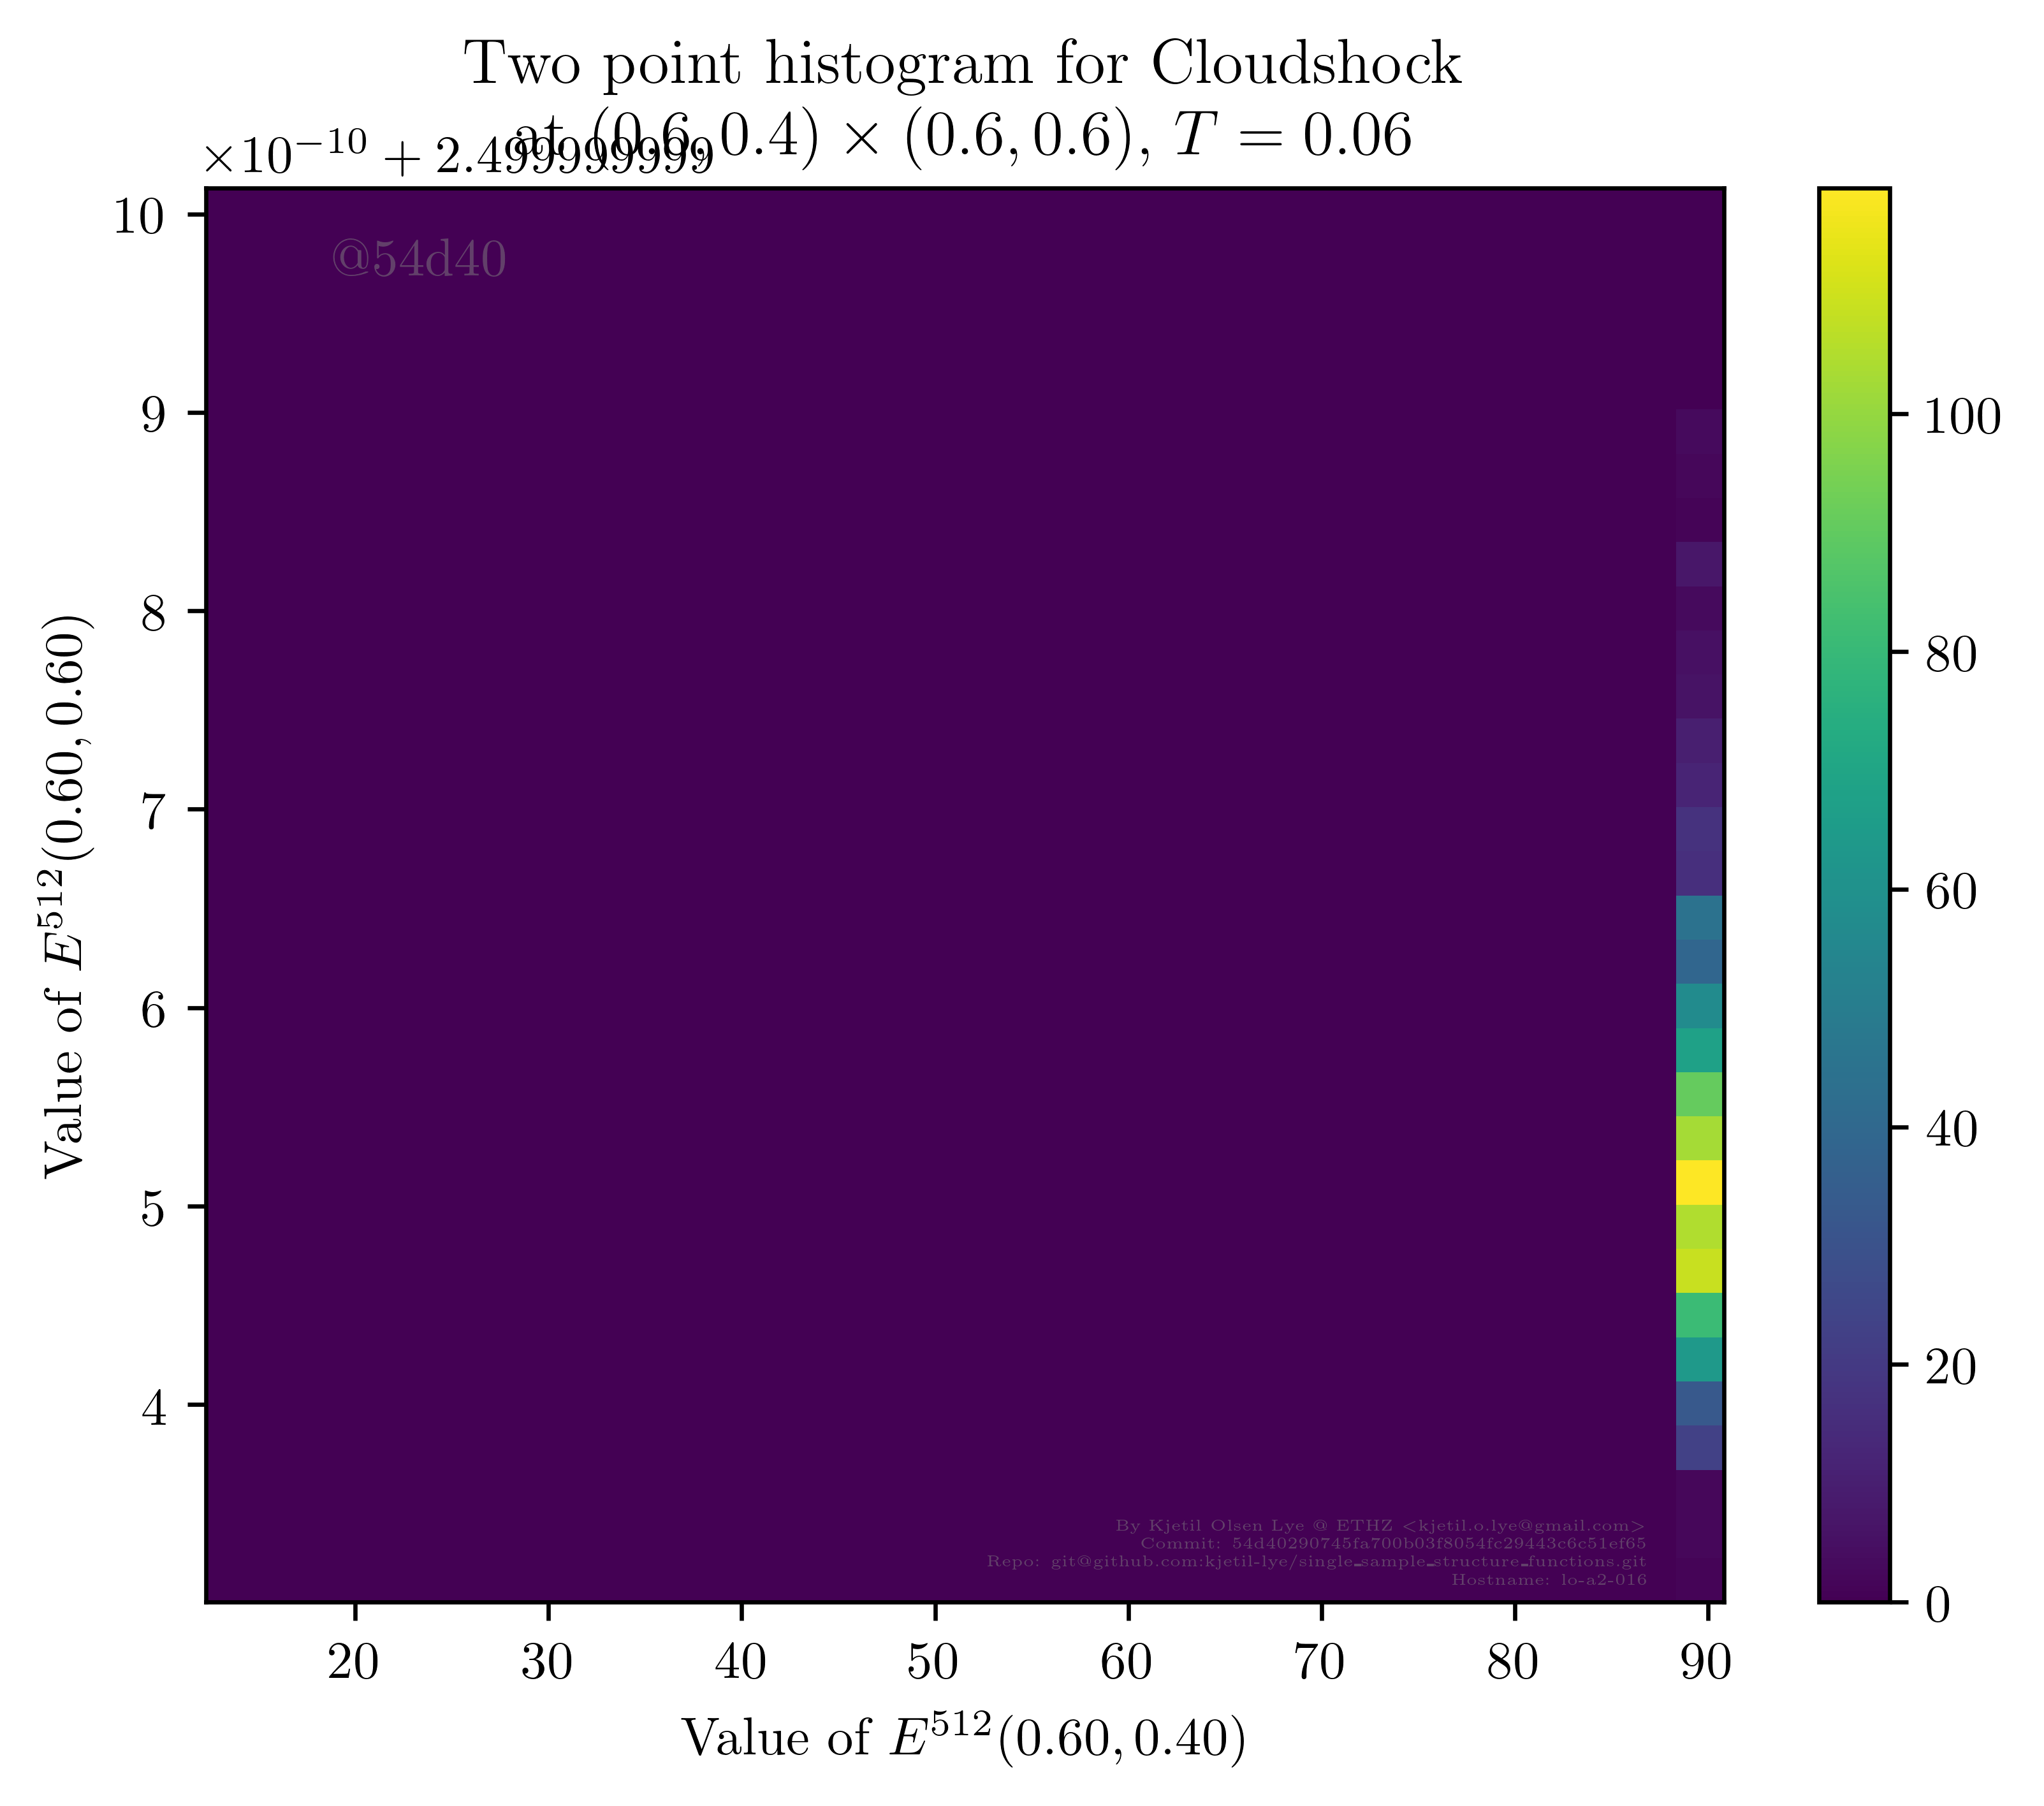 Two point histogram for Cloudshock
at (0.6, 0.4) × (0.6, 0.6), T = 0.06
×10⁻¹⁰ + 2.499999999
@54d40
10
9
8
7
6
5
4
Value of E⁵¹²(0.60, 0.60)
100
80
60
40
20
0
By Kjetil Olsen Lye @ ETHZ <kjetil.o.lye@gmail.com>
Commit: 54d40290745fa700b03f8054fc29443c6c51ef65
Repo: git@github.com:kjetil-lye/single_sample_structure_functions.git
Hostname: lo-a2-016
20 30 40 50 60 70 80 90
Value of E⁵¹²(0.60, 0.40)